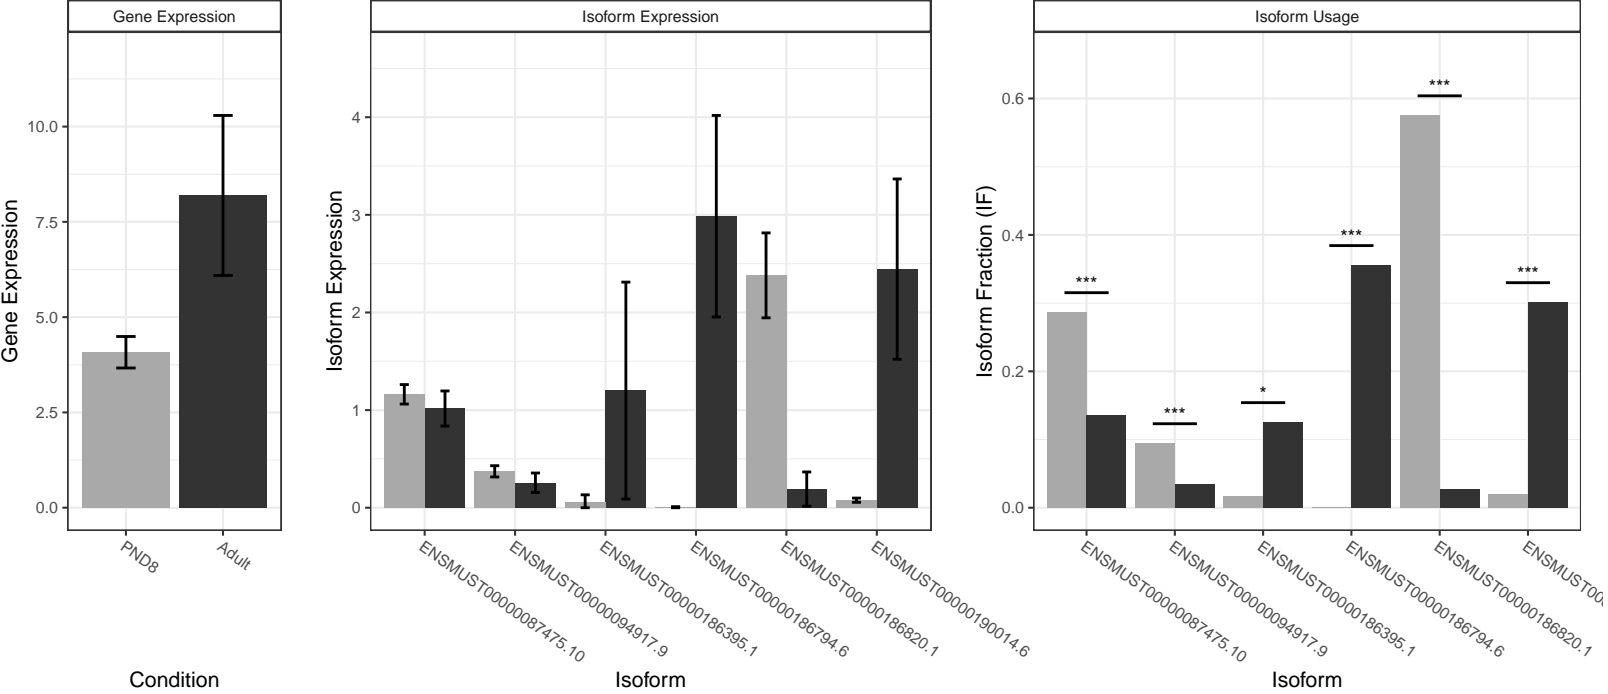 Gene Expression
Isoform Expression
Isoform Usage
Gene Expression
10.0
7.5
5.0
2.5
0.0
PND8
Adult
Condition
Isoform Expression
4
3
2
1
0
ENSMUST00000087475.10
ENSMUST00000094917.9
ENSMUST00000186395.1
ENSMUST00000186794.6
ENSMUST00000186820.1
ENSMUST00000190014.6
Isoform
Isoform Fraction (IF)
0.6
0.4
0.2
0.0
***
***
*
***
***
***
ENSMUST00000087475.10
ENSMUST00000094917.9
ENSMUST00000186395.1
ENSMUST00000186794.6
ENSMUST00000186820.1
Isoform